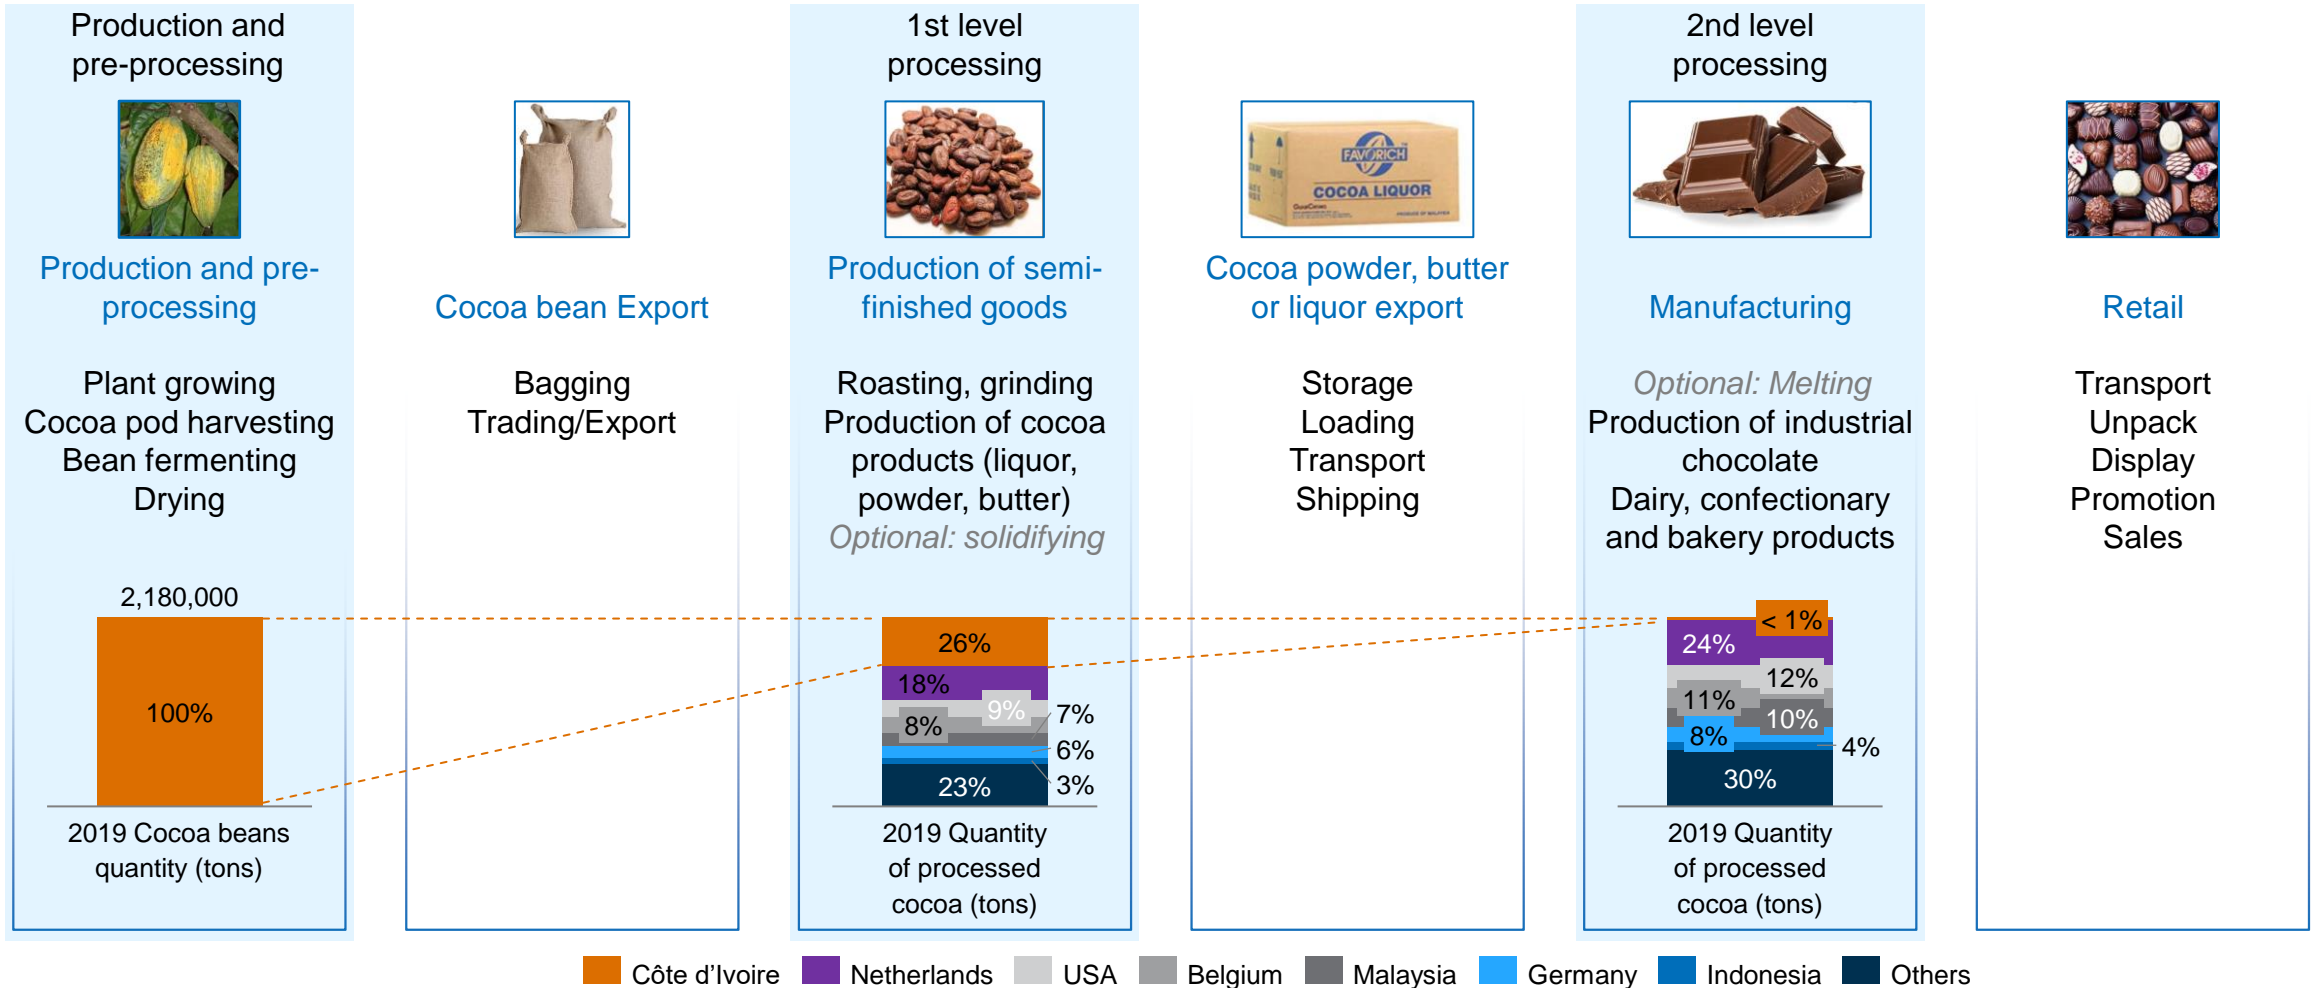 Production and
pre-processing
Production and pre-
processing
Plant growing
Cocoa pod harvesting
Bean fermenting
Drying
2,180,000
100%
2019 Cocoa beans
quantity (tons)
Cocoa bean Export
Bagging
Trading/Export
1st level
processing
Production of semi-
finished goods
Roasting, grinding
Production of cocoa
products (liquor,
powder, butter)
Optional: solidifying
26%
18%
9%
8%
7%
6%
3%
23%
2019 Quantity
of processed
cocoa (tons)
FAVORICH
COCOA LIQUOR
Cocoa powder, butter
or liquor export
Storage
Loading
Transport
Shipping
2nd level
processing
Manufacturing
Optional: Melting
Production of industrial
chocolate
Dairy, confectionary
and bakery products
< 1%
24%
12%
11%
10%
8%
4%
30%
2019 Quantity
of processed
cocoa (tons)
Retail
Transport
Unpack
Display
Promotion
Sales
Côte d'Ivoire Netherlands USA Belgium Malaysia Germany Indonesia Others